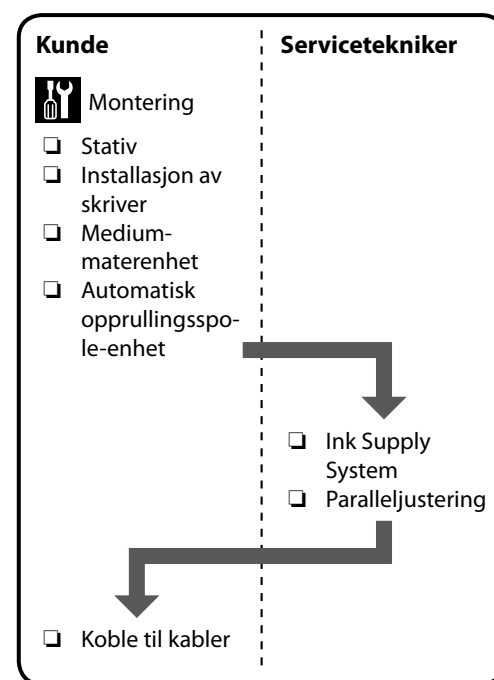 Kunde
Servicetekniker
Montering
❏ Stativ
❏ Installasjon av
skriver
❏ Medium-
materenhet
❏ Automatisk
opprullingsspo-
le-enhet
❏ Ink Supply
System
❏ Paralleljustering
❏ Koble til kabler